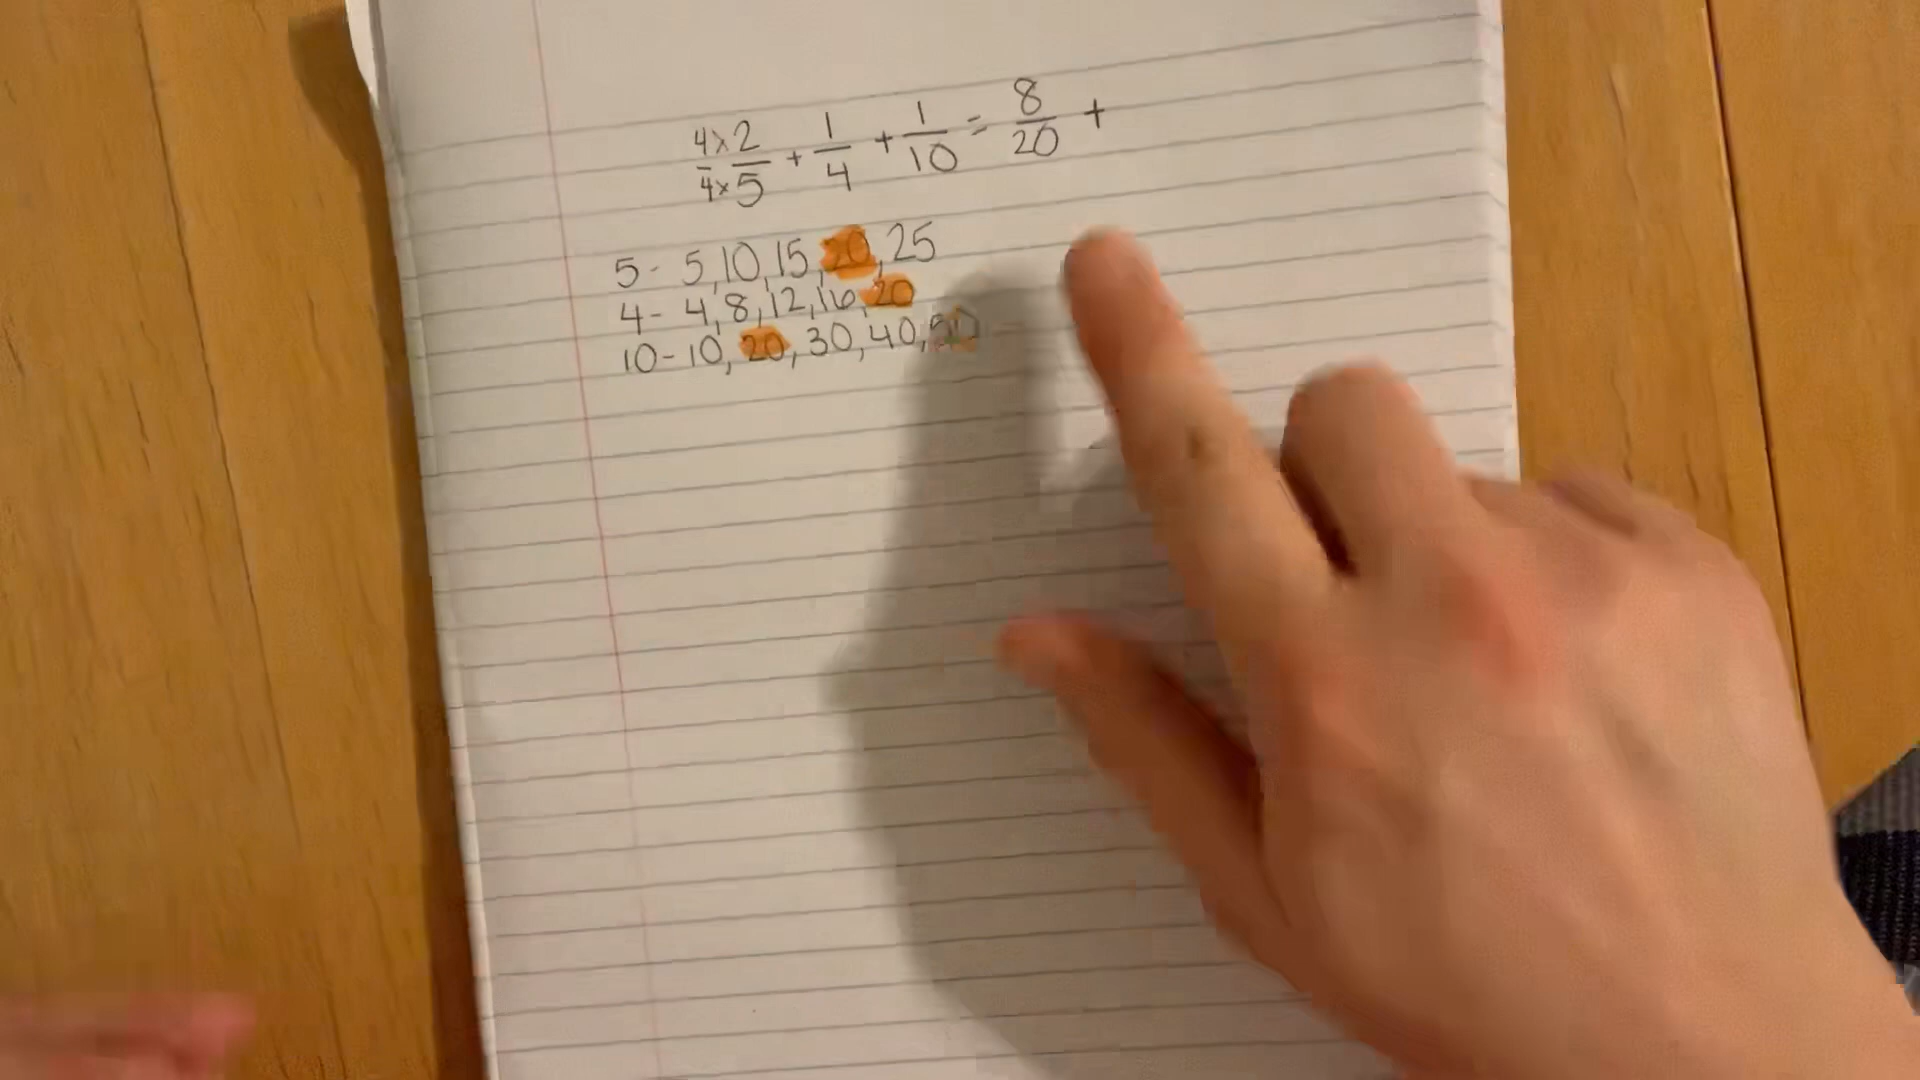 4×2/4×5 + 1/4 + 1/10 = 8/20 +
5- 5,10,15,20,25
4- 4,8,12,16,20
10-10,20,30,40,50